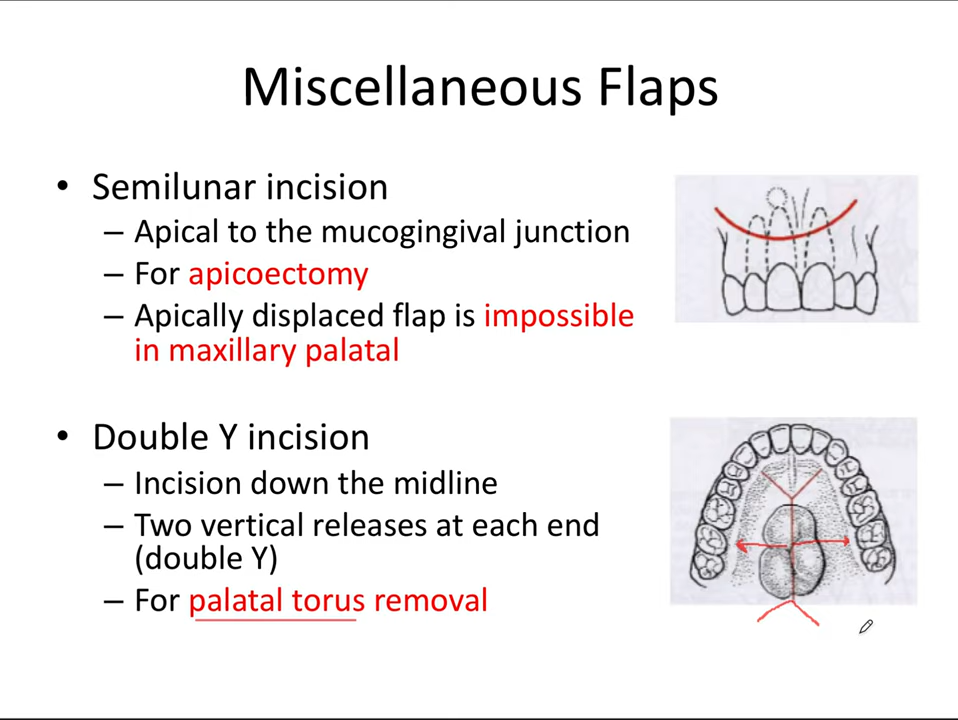 Miscellaneous Flaps
• Semilunar incision
– Apical to the mucogingival junction
– For apicoectomy
– Apically displaced flap is impossible
in maxillary palatal
• Double Y incision
– Incision down the midline
– Two vertical releases at each end
(double Y)
– For palatal torus removal